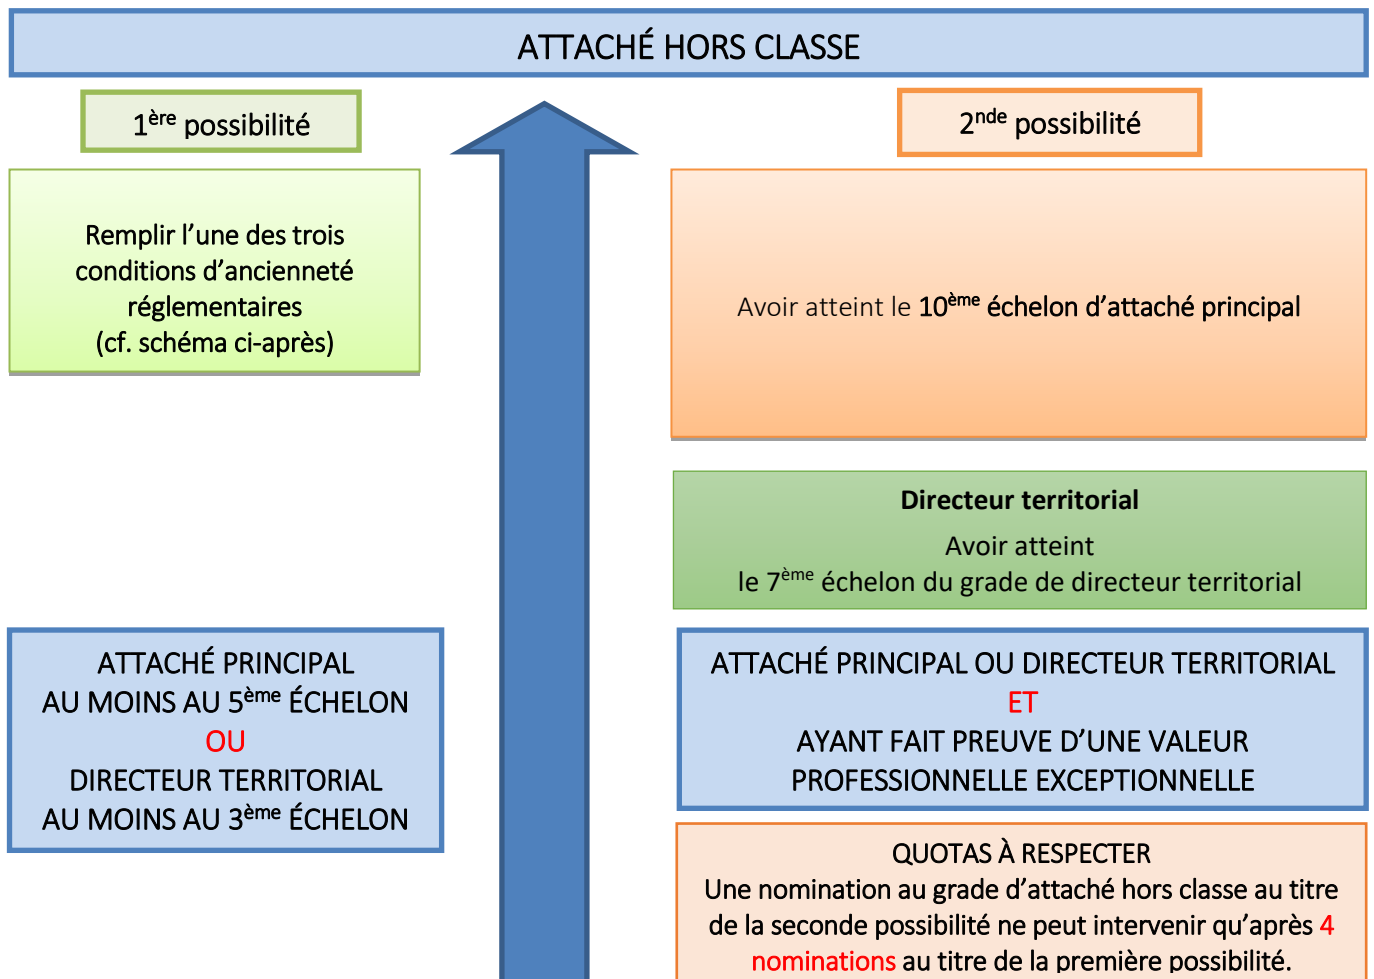 ATTACHÉ HORS CLASSE
1ère possibilité
Remplir l’une des trois
conditions d’ancienneté
réglementaires
(cf. schéma ci-après)
ATTACHÉ PRINCIPAL
AU MOINS AU 5ème ÉCHELON
OU
DIRECTEUR TERRITORIAL
AU MOINS AU 3ème ÉCHELON
2nde possibilité
Avoir atteint le 10ème échelon d’attaché principal
Directeur territorial
Avoir atteint
le 7ème échelon du grade de directeur territorial
ATTACHÉ PRINCIPAL OU DIRECTEUR TERRITORIAL
ET
AYANT FAIT PREUVE D’UNE VALEUR
PROFESSIONNELLE EXCEPTIONNELLE
QUOTAS À RESPECTER
Une nomination au grade d’attaché hors classe au titre
de la seconde possibilité ne peut intervenir qu’après 4
nominations au titre de la première possibilité.